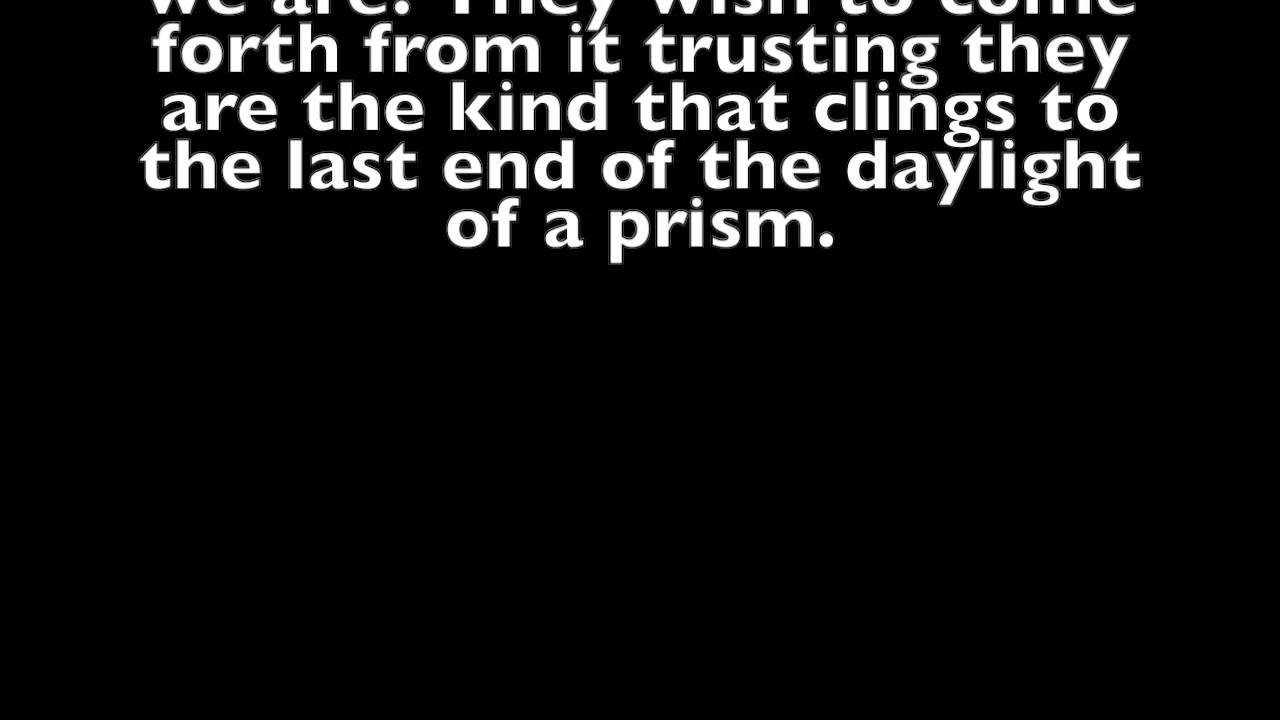 we are. They wish to come
forth from it trusting they
are the kind that clings to
the last end of the daylight
of a prism.